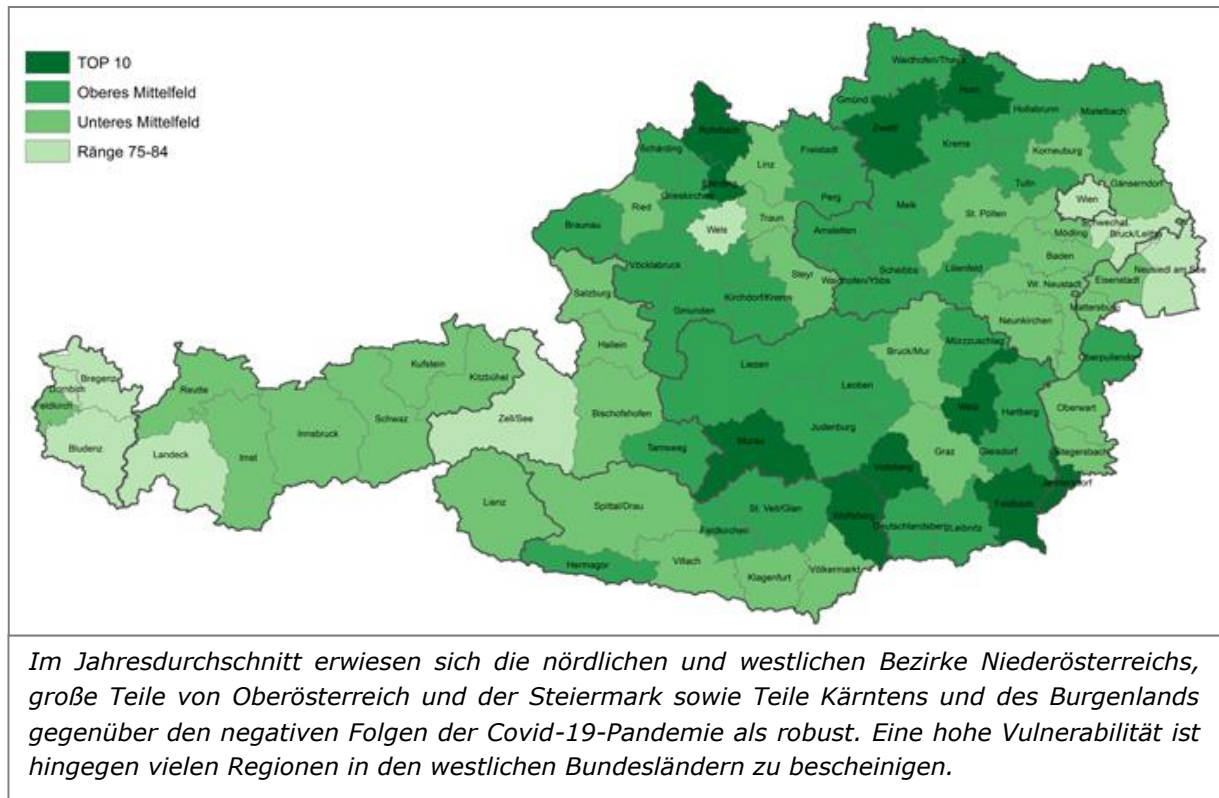 TOP 10
Oberes Mittelfeld
Unteres Mittelfeld
Ränge 75-84
Waidhofen/Thaya
Horn
Gmünd
Hollabrunn
Mistelbach
Zwettl
Rohrbach
Krems
Korneuburg
Schärding
Linz
Freistadt
Gänserndorf
Eferding
Grieskirchen
Perg
Tulln
Wien
Melk
St. Pölten
Schwechat
Ried
Traun
Mödling
Bruck/Leitha
Braunau
Wels
Amstetten
Baden
Neusiedl am See
Vöcklabruck
Steyr
Scheibbs
Lilienfeld
Eisenstadt
Waidhofen/Ybbs
Wr. Neustadt
Salzburg
Kirchdorf/Krems
Mattersburg
Gmunden
Neunkirchen
Hallein
Bruck/Mur
Mürzzuschlag
Oberpullendorf
Kufstein
Liezen
Bregenz
Kitzbühel
Leoben
Dornbirn
Reutte
Feldkirch
Schwaz
Zell/See
Bischofshofen
Weiz
Hartberg
Oberwart
Innsbruck
Judenburg
Bludenz
Landeck
Imst
Tamsweg
Murau
Graz
Gleisdorf
Stegersbach
Voitsberg
Jennersdorf
Lienz
Spittal/Drau
St. Veit/Glan
Wolfsberg
Feldbach
Feldkirchen
Deutschlandsberg
Leibnitz
Hermagor
Villach
Völkermarkt
Klagenfurt
Im Jahresdurchschnitt erwiesen sich die nördlichen und westlichen Bezirke Niederösterreichs,
große Teile von Oberösterreich und der Steiermark sowie Teile Kärntens und des Burgenlands
gegenüber den negativen Folgen der Covid-19-Pandemie als robust. Eine hohe Vulnerabilität ist
hingegen vielen Regionen in den westlichen Bundesländern zu bescheinigen.